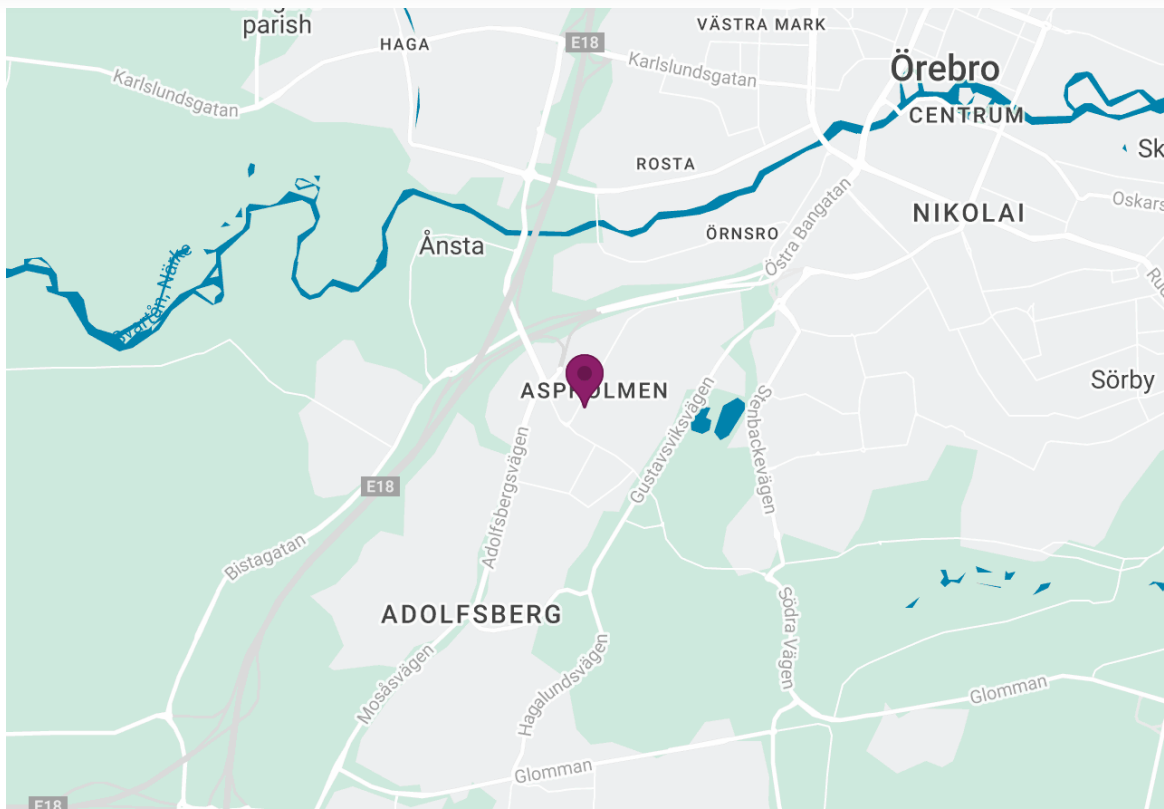 parish
HAGA
E18
VÄSTRA MARK
Karlslundsgatan
Karlslundsgatan
Örebro
CENTRUM
ROSTA
Sk
Oskars
NIKOLAI
Östra Bangatan
ÖRNSRO
Ånsta
Svartån, Närke
ASPHOLMEN
Sörby
Gustavsviksvägen
Stenbackevägen
Adolfsbergsvägen
E18
Bistagatan
ADOLFSBERG
Södra Vägen
Mosåsvägen
Hagalundsvägen
Glomman
Glomman
E18